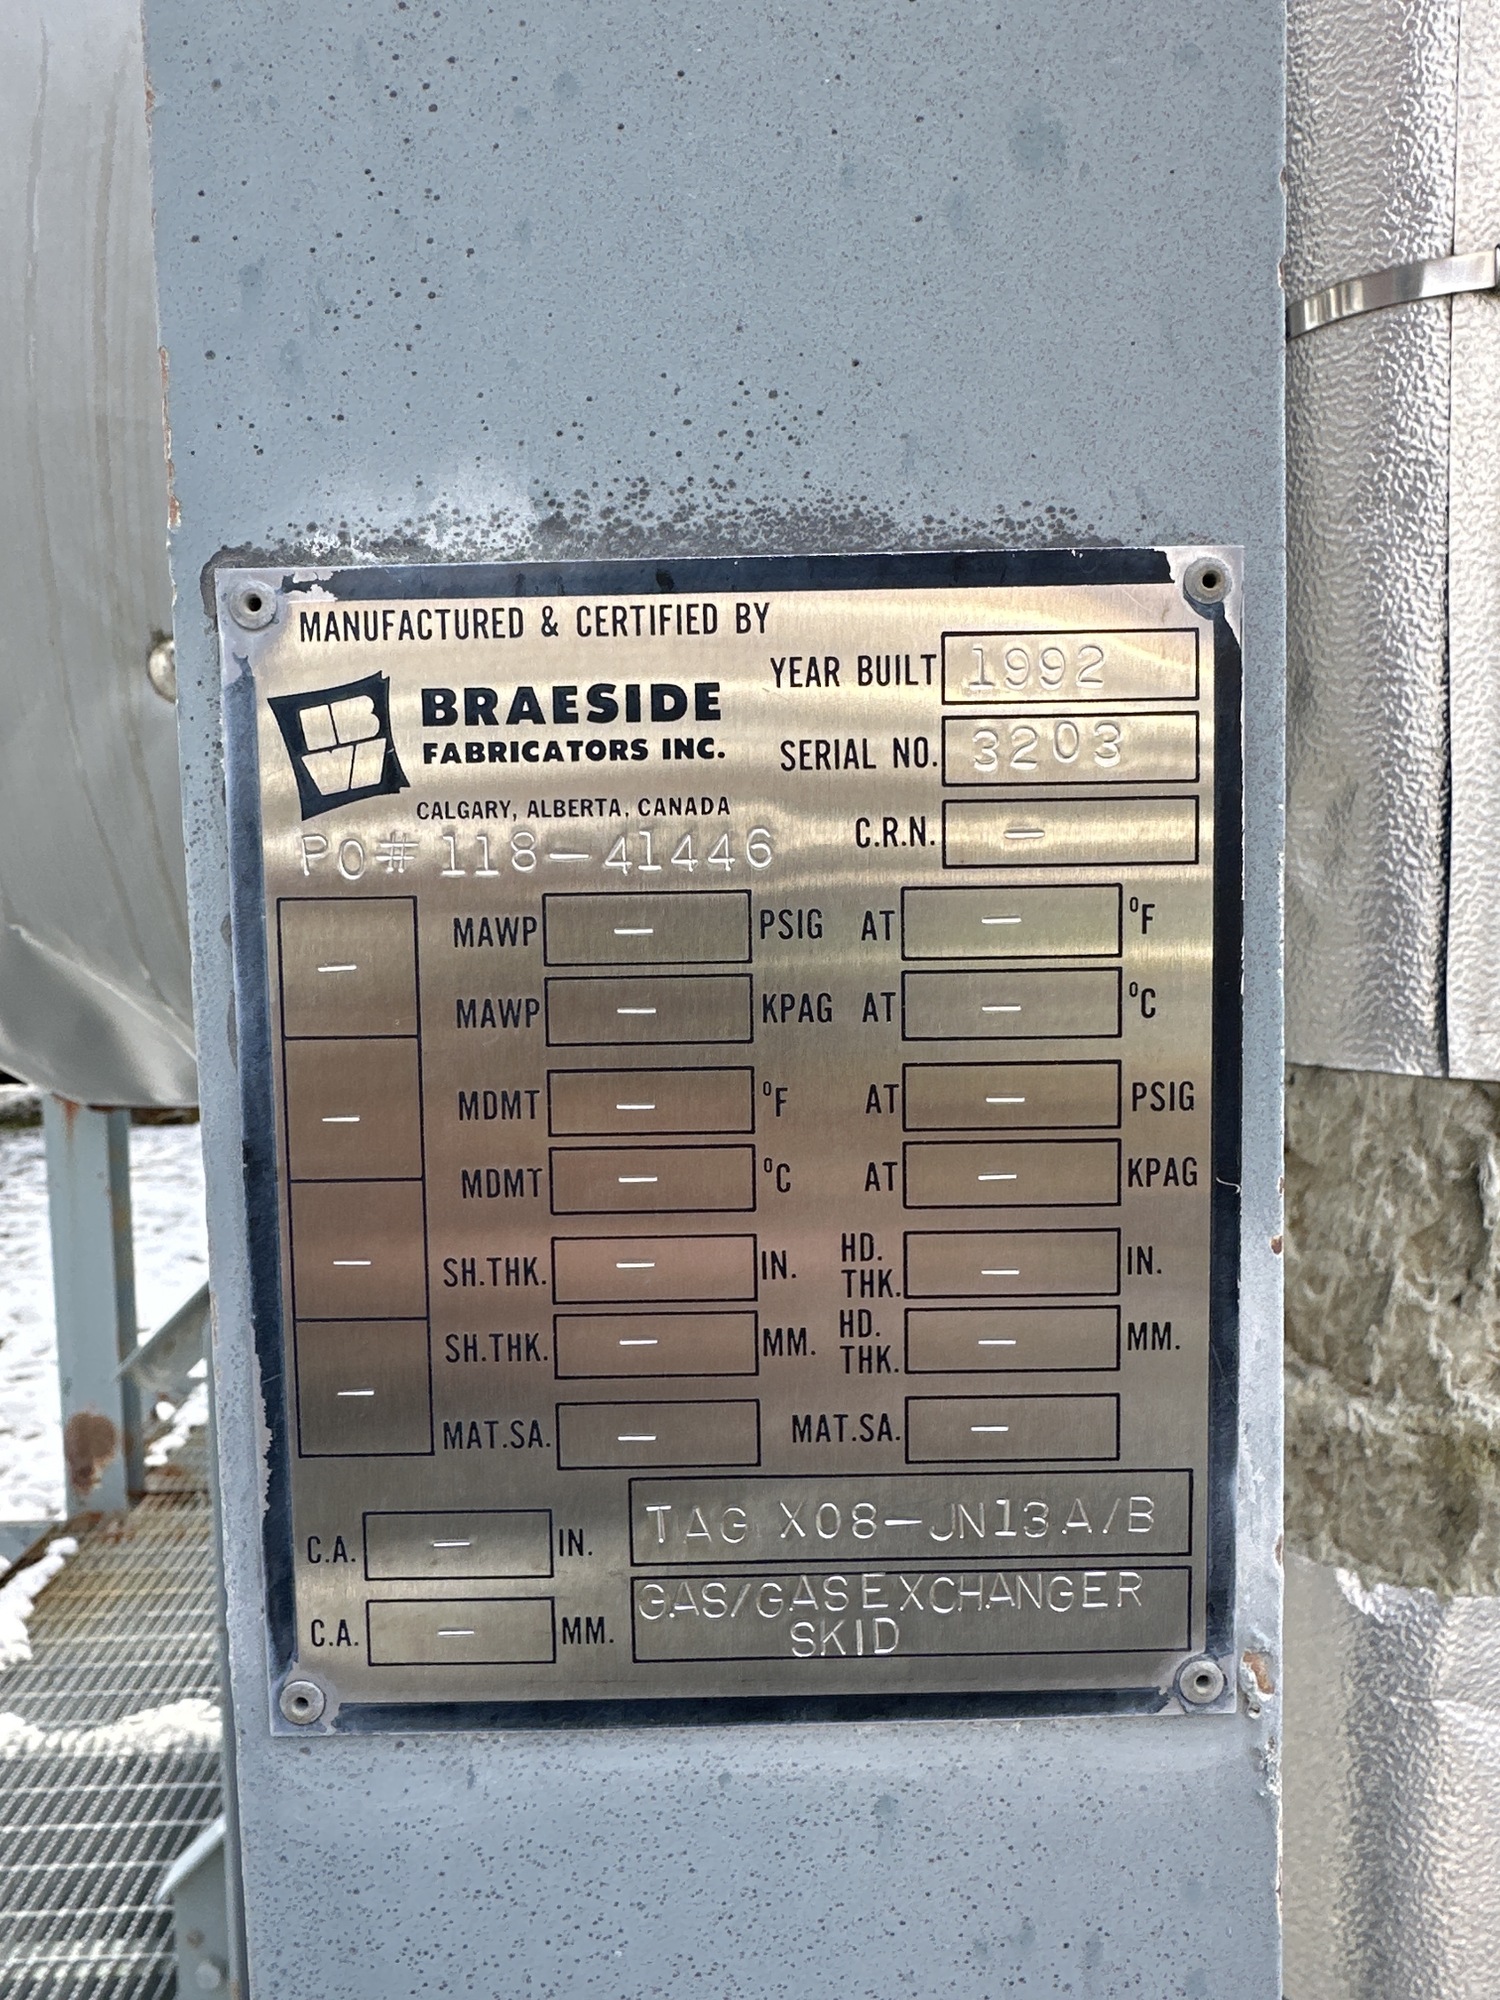 MANUFACTURED & CERTIFIED BY
YEAR BUILT 1992
BRAESIDE
FABRICATORS INC.
SERIAL NO. 3203
CALGARY, ALBERTA, CANADA
C.R.N. —
PO# 118-41446
— MAWP — PSIG AT — °F
MAWP — KPAG AT — °C
— MDMT — °F AT — PSIG
MDMT — °C AT — KPAG
— SH.THK. — IN. HD. THK. — IN.
SH.THK. — MM. HD. THK. — MM.
— MAT.SA. — MAT.SA. —
TAG X08-JN13A/B
C.A. — IN.
GAS/GAS EXCHANGER
SKID
C.A. — MM.